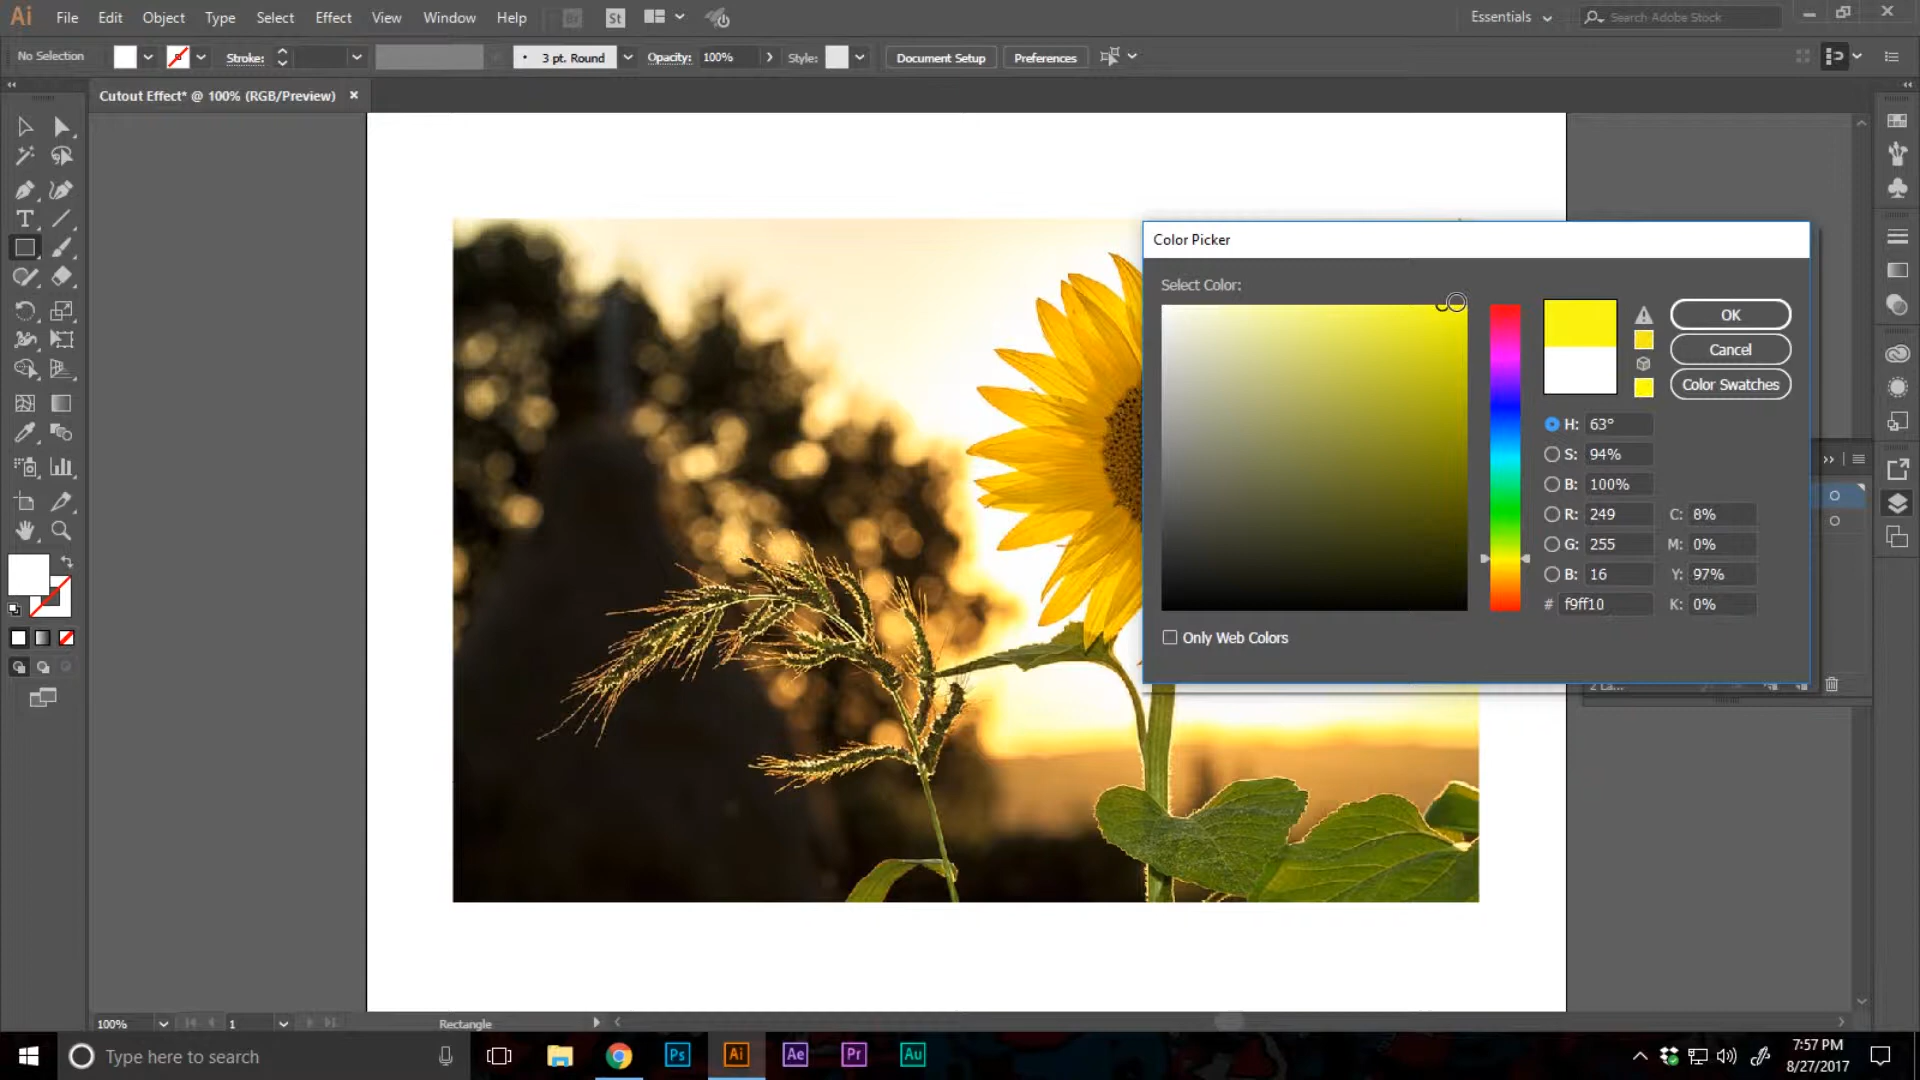 Ai File Edit Object Type Select Effect View Window Help Br St Essentials Search Adobe Stock
No Selection Stroke: 3 pt. Round Opacity: 100% Style: Document Setup Preferences
Cutout Effect* @ 100% (RGB/Preview)
Color Picker
Select Color:
OK
Cancel
Color Swatches
H: 63°
S: 94%
B: 100%
R: 249 C: 8%
G: 255 M: 0%
B: 16 Y: 97%
# f9ff10 K: 0%
Only Web Colors
2 La...
100% 1 Rectangle
Type here to search Ps Ai Ae Pr Au 7:57 PM
8/27/2017